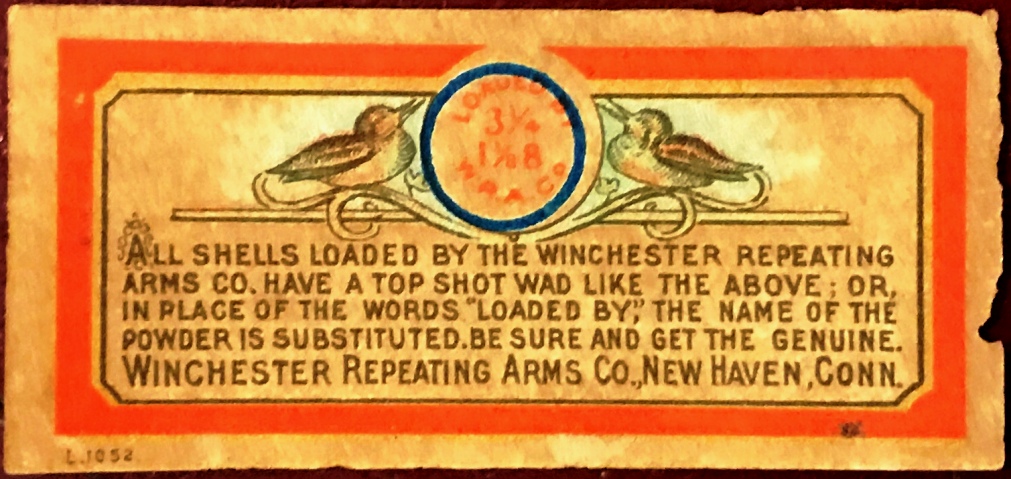 LOADED BY
3¼
1⅛ 8
W.R.A. CO.
ALL SHELLS LOADED BY THE WINCHESTER REPEATING
ARMS CO. HAVE A TOP SHOT WAD LIKE THE ABOVE; OR,
IN PLACE OF THE WORDS "LOADED BY," THE NAME OF THE
POWDER IS SUBSTITUTED. BE SURE AND GET THE GENUINE.
WINCHESTER REPEATING ARMS CO., NEW HAVEN, CONN.
L.1052